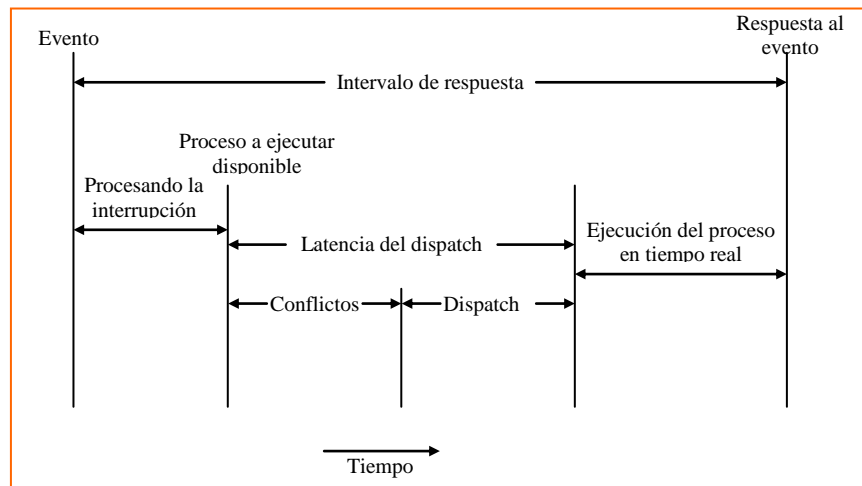 Evento
Respuesta al
evento
Intervalo de respuesta
Proceso a ejecutar
disponible
Procesando la
interrupción
Latencia del dispatch
Ejecución del proceso
en tiempo real
Conflictos
Dispatch
Tiempo